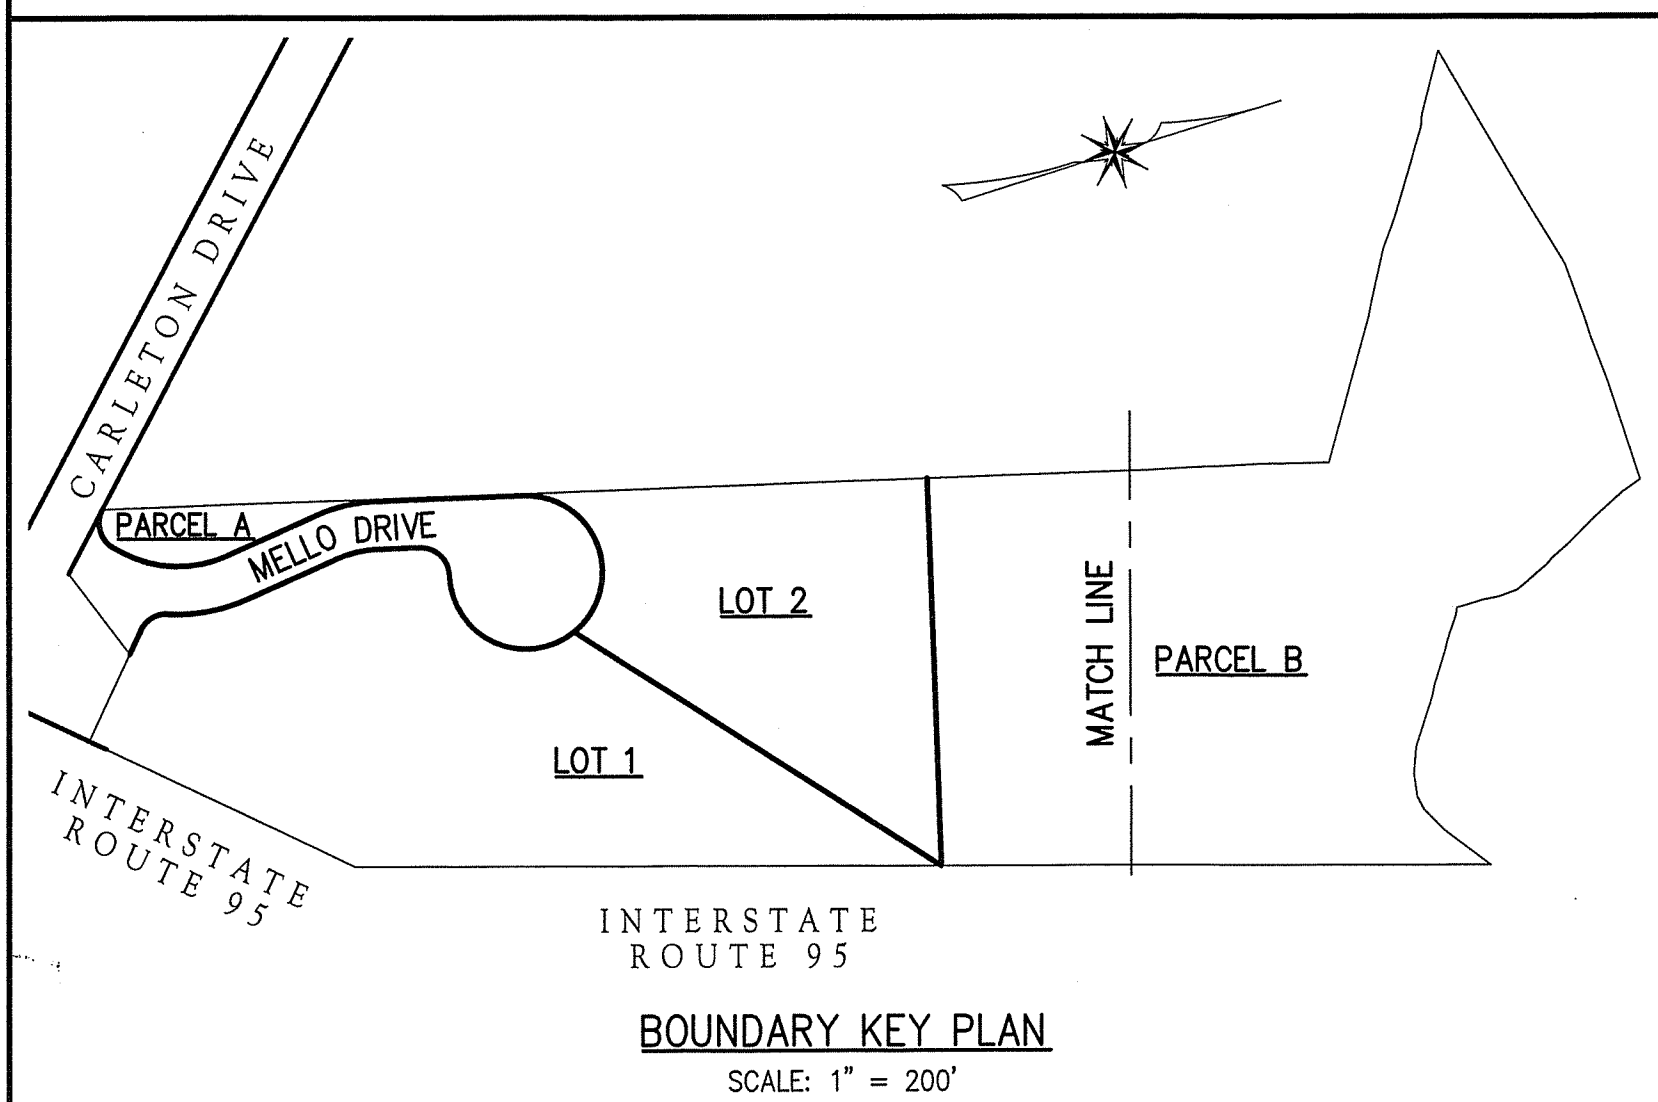 CARLETON DRIVE
PARCEL A
MELLO DRIVE
LOT 2
MATCH LINE
PARCEL B
LOT 1
INTERSTATE
ROUTE 95
INTERSTATE
ROUTE 95
BOUNDARY KEY PLAN
SCALE: 1" = 200'